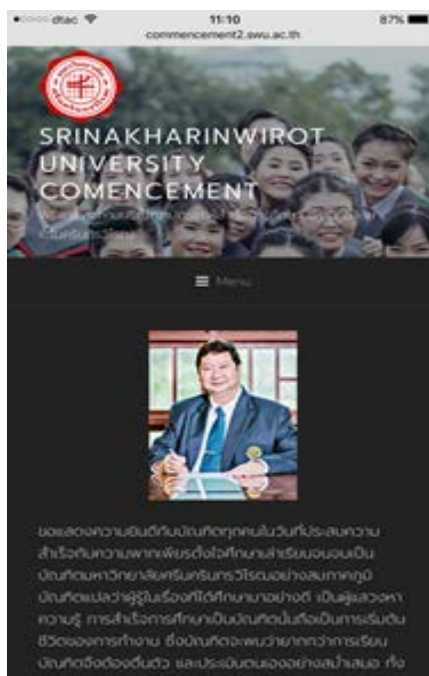 dtac 11:10 87%
commencement2.swu.ac.th
SRINAKHARINWIROT
UNIVERSITY
COMENCEMENT
Menu
ขอแสดงความยินดีกับบัณฑิตทุกคนในวันที่ประสบความ
สำเร็จกับความพากเพียรตั้งใจศึกษาเล่าเรียนจนจบเป็น
บัณฑิตมหาวิทยาลัยศรีนครินทรวิโรฒอย่างสมภาคภูมิ
บัณฑิตแปลว่าผู้รู้ในเรื่องที่ได้ศึกษามาอย่างดี เป็นผู้แสวงหา
ความรู้ การสำเร็จการศึกษาเป็นบัณฑิตนั้นถือเป็นการเริ่มต้น
ชีวิตของการทำงาน ซึ่งบัณฑิตจะพบว่ายากกว่าการเรียน
บัณฑิตจึงต้องตื่นตัว และประเมินตนเองอย่างสม่ำเสมอ ทั้ง